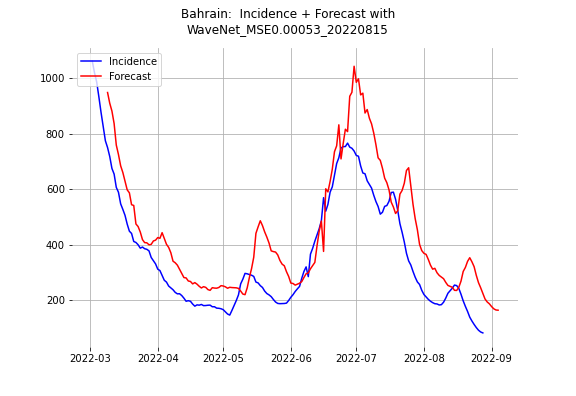 Bahrain:  Incidence + Forecast with
WaveNet_MSE0.00053_20220815
Incidence
Forecast
1000
800
600
400
200
2022-03 2022-04 2022-05 2022-06 2022-07 2022-08 2022-09